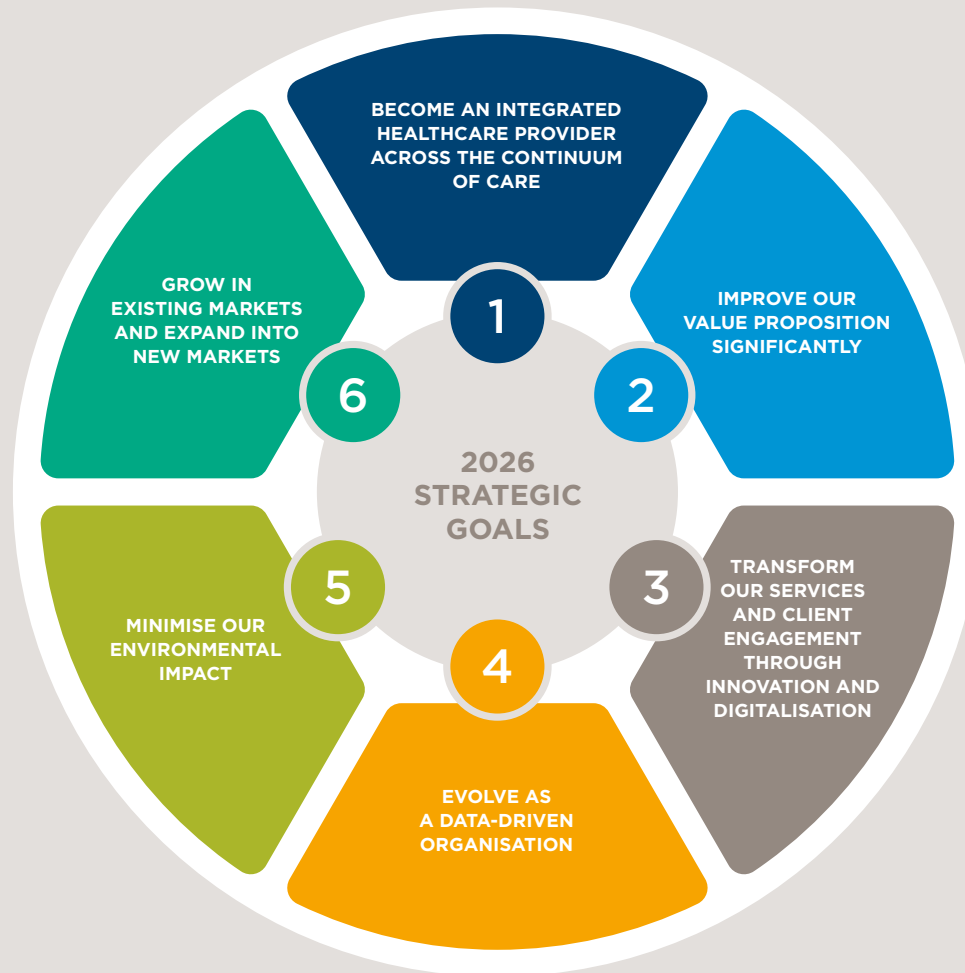 BECOME AN INTEGRATED
HEALTHCARE PROVIDER
ACROSS THE CONTINUUM
OF CARE
1
IMPROVE OUR
VALUE PROPOSITION
SIGNIFICANTLY
2
TRANSFORM
OUR SERVICES
AND CLIENT
ENGAGEMENT
THROUGH
INNOVATION AND
DIGITALISATION
3
EVOLVE AS
A DATA-DRIVEN
ORGANISATION
4
MINIMISE OUR
ENVIRONMENTAL
IMPACT
5
GROW IN
EXISTING MARKETS
AND EXPAND INTO
NEW MARKETS
6
2026
STRATEGIC
GOALS